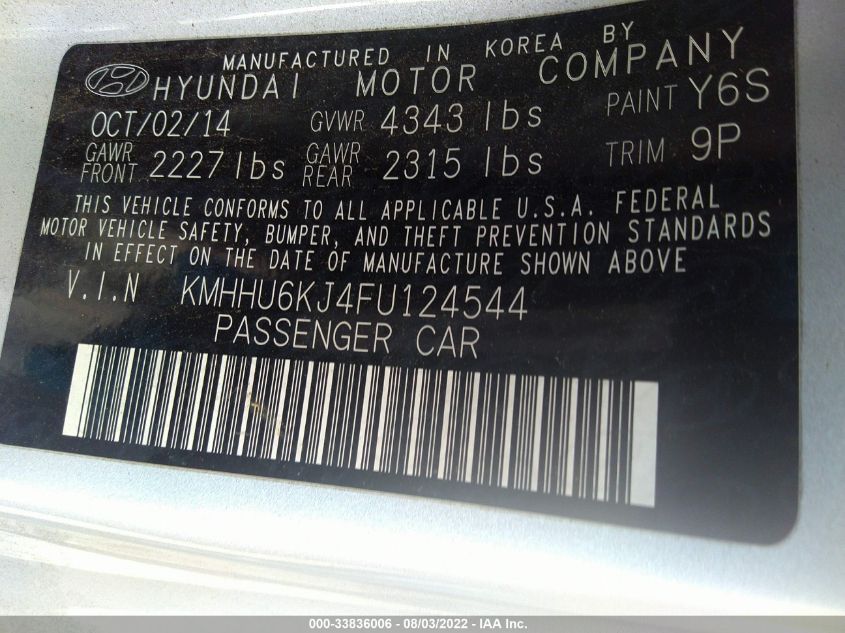 MANUFACTURED IN KOREA BY
HYUNDAI MOTOR COMPANY
OCT/02/14 GVWR 4343 lbs PAINT Y6S
GAWR FRONT 2227 lbs GAWR REAR 2315 lbs TRIM 9P
THIS VEHICLE CONFORMS TO ALL APPLICABLE U.S.A. FEDERAL
MOTOR VEHICLE SAFETY, BUMPER, AND THEFT PREVENTION STANDARDS
IN EFFECT ON THE DATE OF MANUFACTURE SHOWN ABOVE
V.I.N KMHHU6KJ4FU124544
PASSENGER CAR
000-33836006 - 08/03/2022 - IAA Inc.